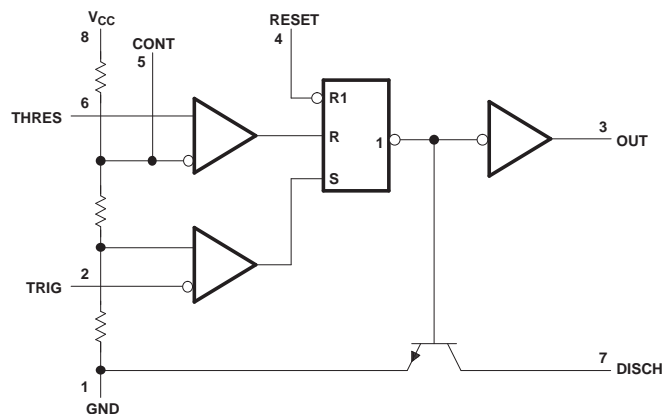 VCC
8
CONT
5
RESET
4
6
THRES
R1
R
1
S
3
OUT
2
TRIG
7
DISCH
1
GND